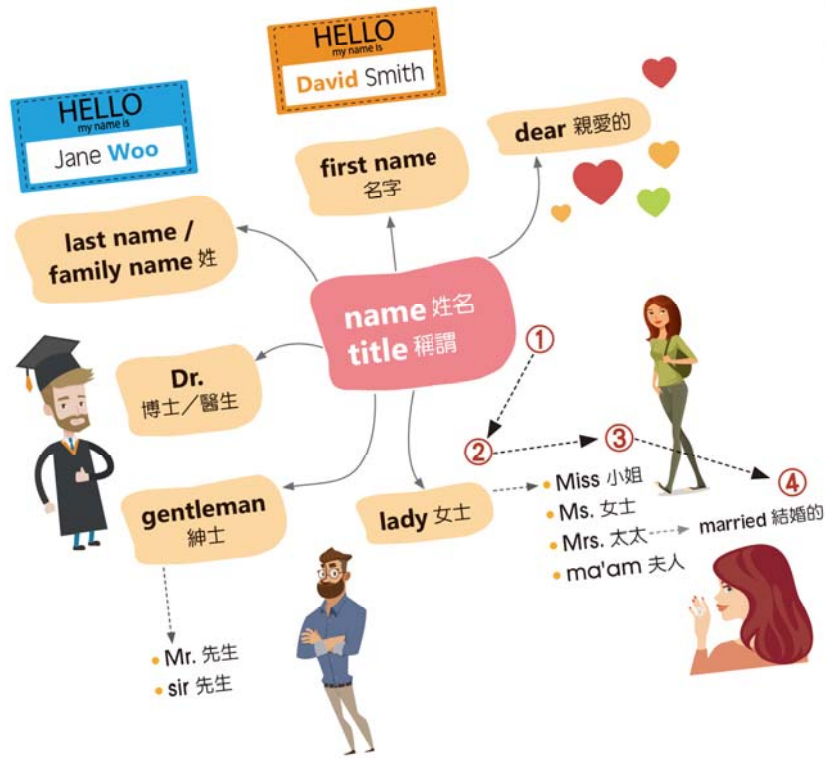 HELLO
my name is
David Smith
HELLO
my name is
Jane Woo
dear 親愛的
first name
名字
last name /
family name 姓
name 姓名
title 稱謂
①
Dr.
博士／醫生
②
③
④
gentleman
紳士
lady 女士
Miss 小姐
Ms. 女士
Mrs. 太太
married 結婚的
ma'am 夫人
Mr. 先生
sir 先生